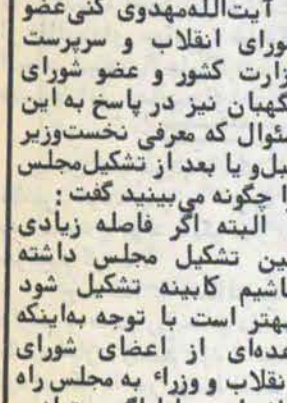 آیت‌الله‌مهدوی کنی عضو
شورای انقلاب و سرپرست
وزارت کشور و عضو شورای
نگهبان نیز در پاسخ به این
سئوال که معرفی نخست‌وزیر
قبل‌و یا بعد از تشکیل‌مجلس
را چگونه می‌بینید گفت :
البته اگر فاصله زیادی
بین تشکیل مجلس داشته
باشیم کابینه تشکیل شود
بهتر است با توجه به‌اینکه
عده‌ای از اعضای شورای
انقلاب و وزراء به مجلس راه